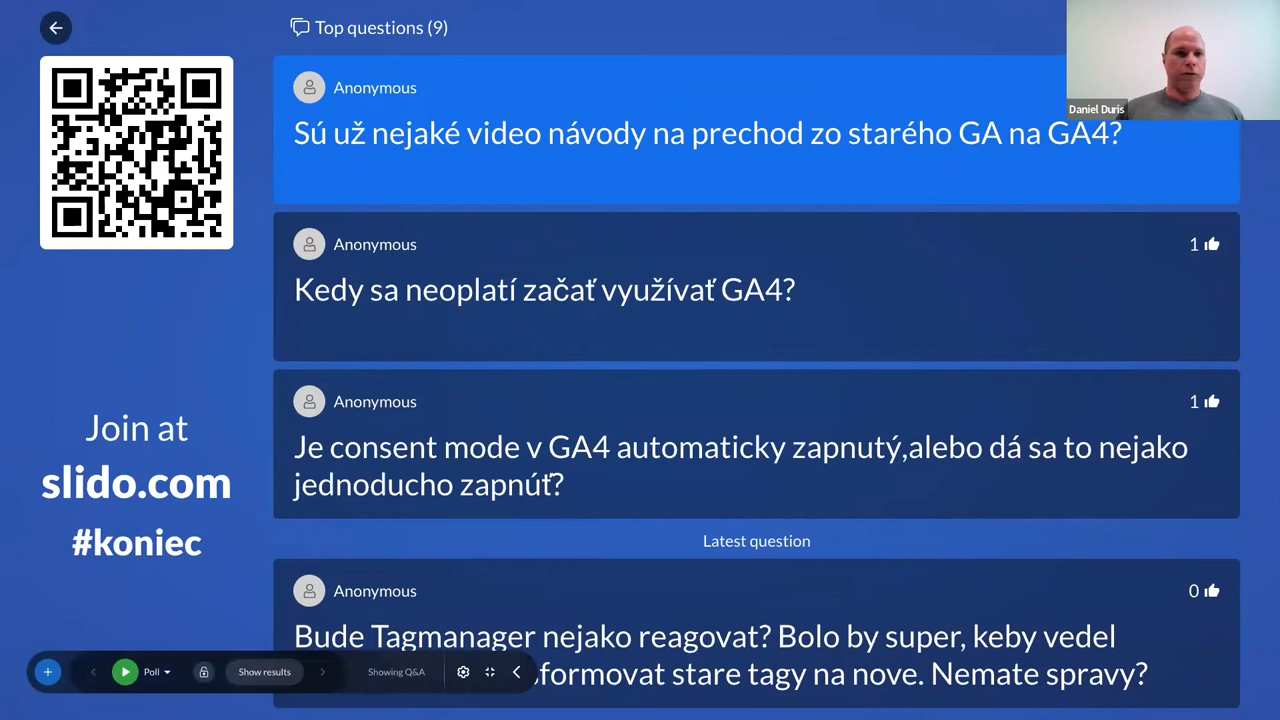 Top questions (9)
Daniel Duris
Anonymous
Sú už nejaké video návody na prechod zo starého GA na GA4?
Anonymous
1
Kedy sa neoplatí začať využívať GA4?
Anonymous
1
Je consent mode v GA4 automaticky zapnutý,alebo dá sa to nejako
jednoducho zapnúť?
Join at
slido.com
#koniec
Latest question
Anonymous
0
Bude Tagmanager nejako reagovat? Bolo by super, keby vedel
stare tagy na nove. Nemate spravy?
Poll
Show results
Showing Q&A